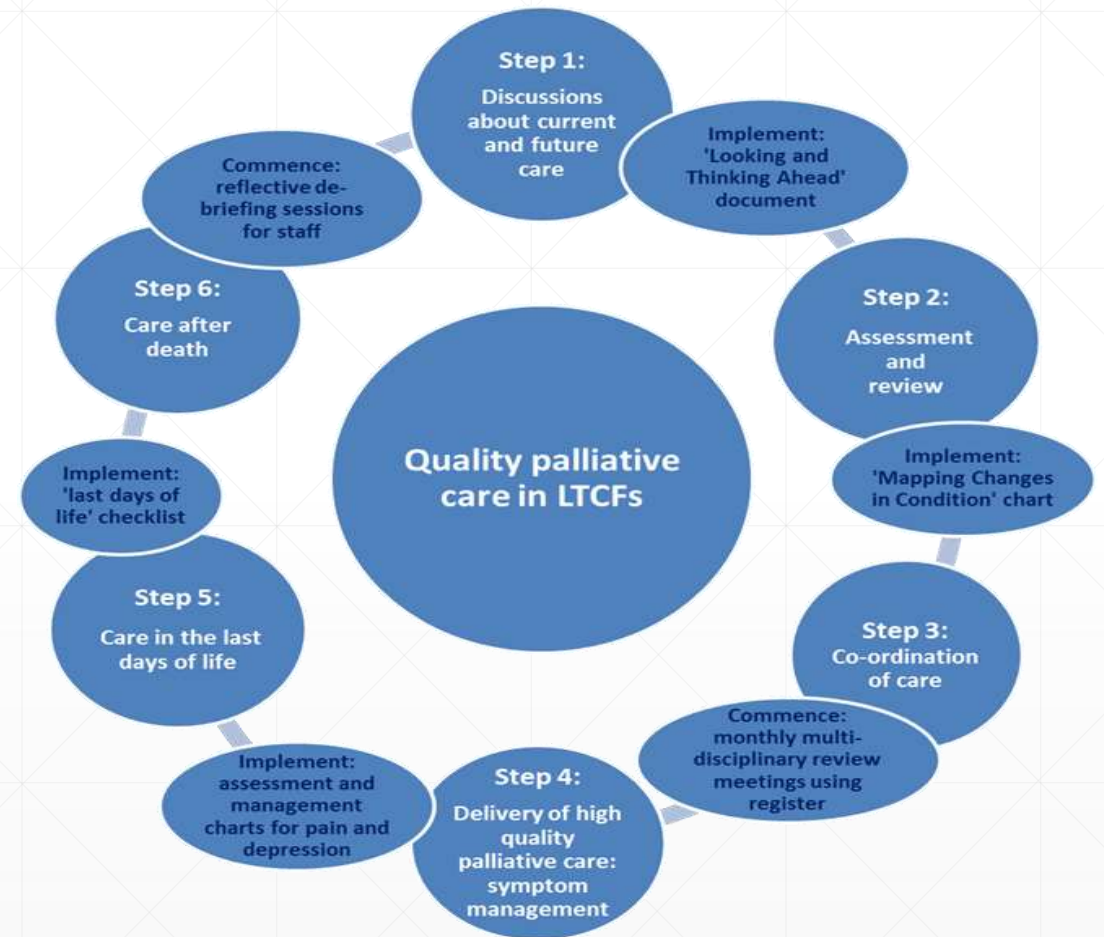 Step 1:
Discussions
about current
and future
care
Implement:
'Looking and
Thinking Ahead'
document
Step 2:
Assessment
and
review
Implement:
'Mapping Changes
in Condition' chart
Step 3:
Co-ordination
of care
Commence:
monthly multi-
disciplinary review
meetings using
register
Step 4:
Delivery of high
quality
palliative care:
symptom
management
Implement:
assessment and
management
charts for pain and
depression
Step 5:
Care in the last
days of life
Implement:
'last days of
life' checklist
Step 6:
Care after
death
Commence:
reflective de-
briefing sessions
for staff
Quality palliative
care in LTCFs